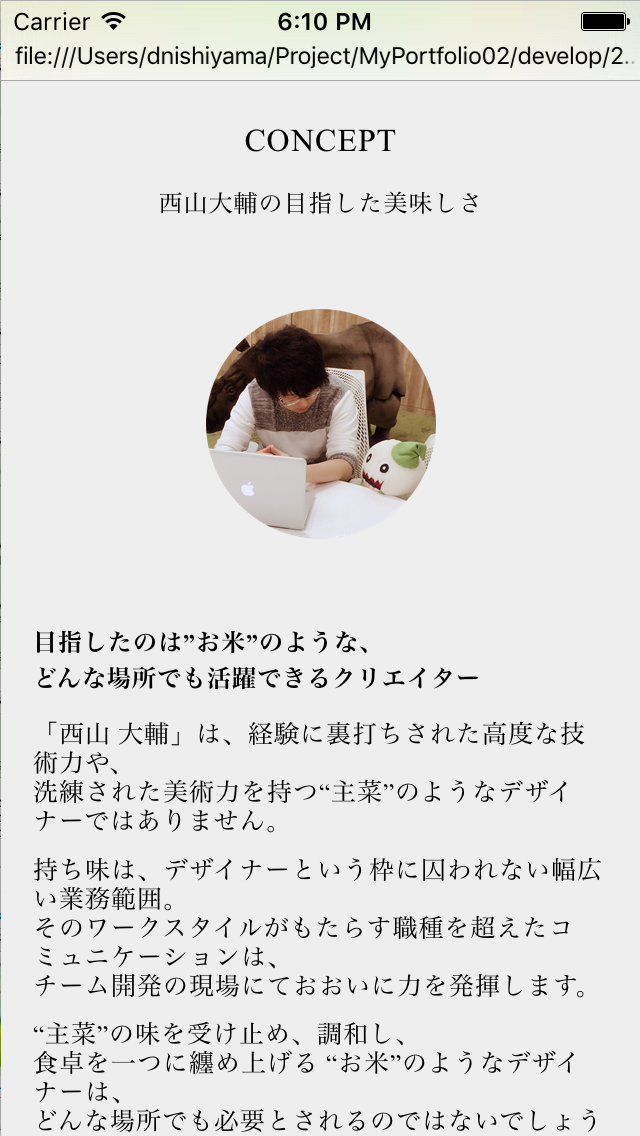 Carrier 6:10 PM
file:///Users/dnishiyama/Project/MyPortfolio02/develop/2..
CONCEPT
西山大輔の目指した美味しさ
目指したのは”お米”のような、
どんな場所でも活躍できるクリエイター
「西山 大輔」は、経験に裏打ちされた高度な技
術力や、
洗練された美術力を持つ“主菜”のようなデザイ
ナーではありません。
持ち味は、デザイナーという枠に囚われない幅広
い業務範囲。
そのワークスタイルがもたらす職種を超えたコ
ミュニケーションは、
チーム開発の現場にておおいに力を発揮します。
“主菜”の味を受け止め、調和し、
食卓を一つに纏め上げる “お米”のようなデザイ
ナーは、
どんな場所でも必要とされるのではないでしょう